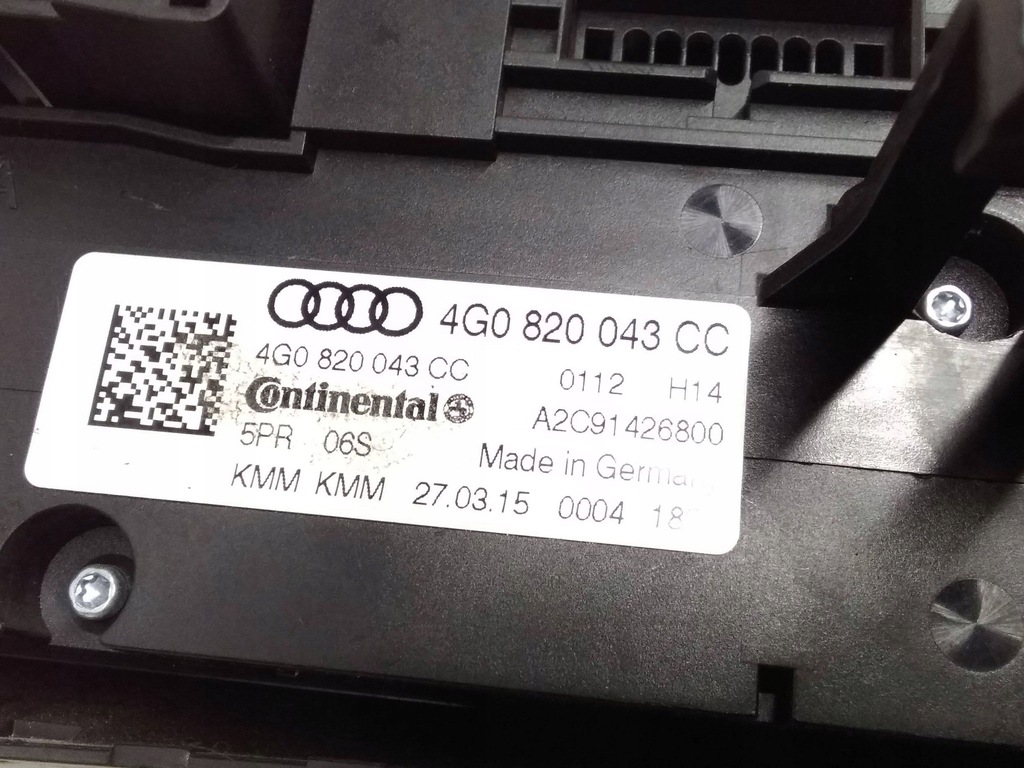 4G0 820 043 CC
4G0 820 043 CC 0112 H14
Continental A2C91426800
5PR 06S Made in
KMM KMM 27.03.15 0004